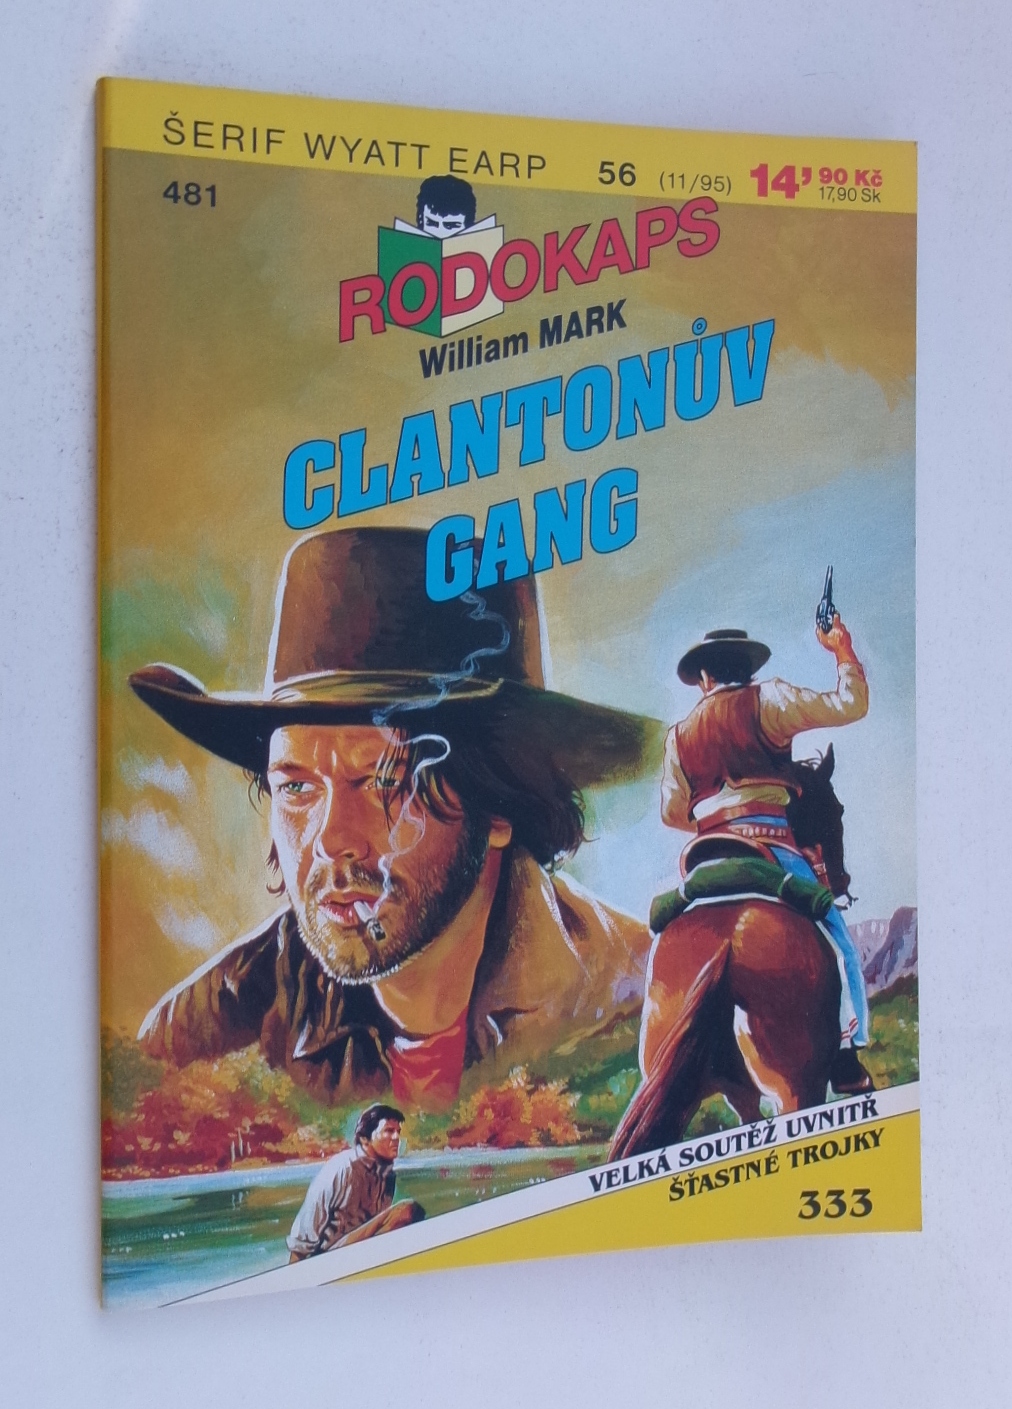 ŠERIF WYATT EARP 56 (11/95) 14,90 Kč
17,90 Sk
481
RODOKAPS
William MARK
CLANTONŮV
GANG
VELKÁ SOUTĚŽ UVNITŘ
ŠŤASTNÉ TROJKY
333